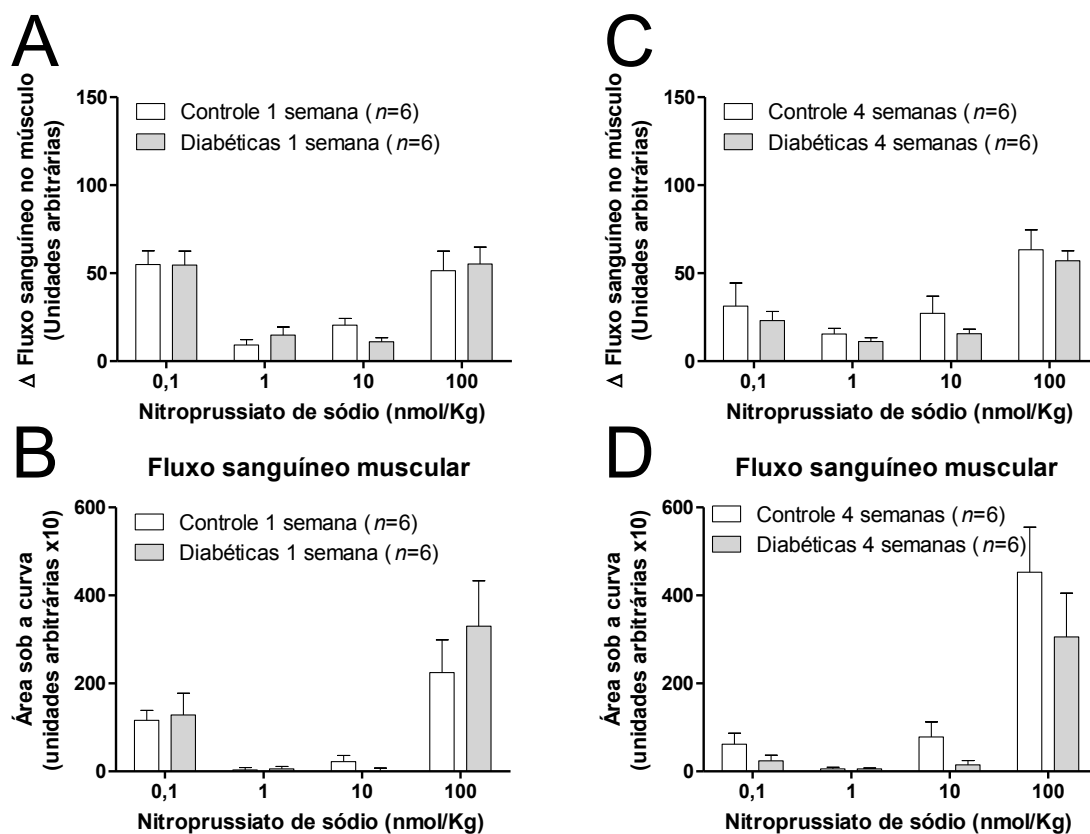 A
Δ Fluxo sanguíneo no músculo
(Unidades arbitrárias)
150
100
50
0
Controle 1 semana (n=6)
Diabéticas 1 semana (n=6)
0,1 1 10 100
Nitroprussiato de sódio (nmol/Kg)
C
Δ Fluxo sanguíneo no músculo
(Unidades arbitrárias)
150
100
50
0
Controle 4 semanas (n=6)
Diabéticas 4 semanas (n=6)
0,1 1 10 100
Nitroprussiato de sódio (nmol/Kg)
B
Fluxo sanguíneo muscular
Área sob a curva
(unidades arbitrárias x10)
600
400
200
0
Controle 1 semana (n=6)
Diabéticas 1 semana (n=6)
0,1 1 10 100
Nitroprussiato de sódio (nmol/Kg)
D
Fluxo sanguíneo muscular
Área sob a curva
(unidades arbitrárias x10)
600
400
200
0
Controle 4 semanas (n=6)
Diabéticas 4 semanas (n=6)
0,1 1 10 100
Nitroprussiato de sódio (nmol/Kg)